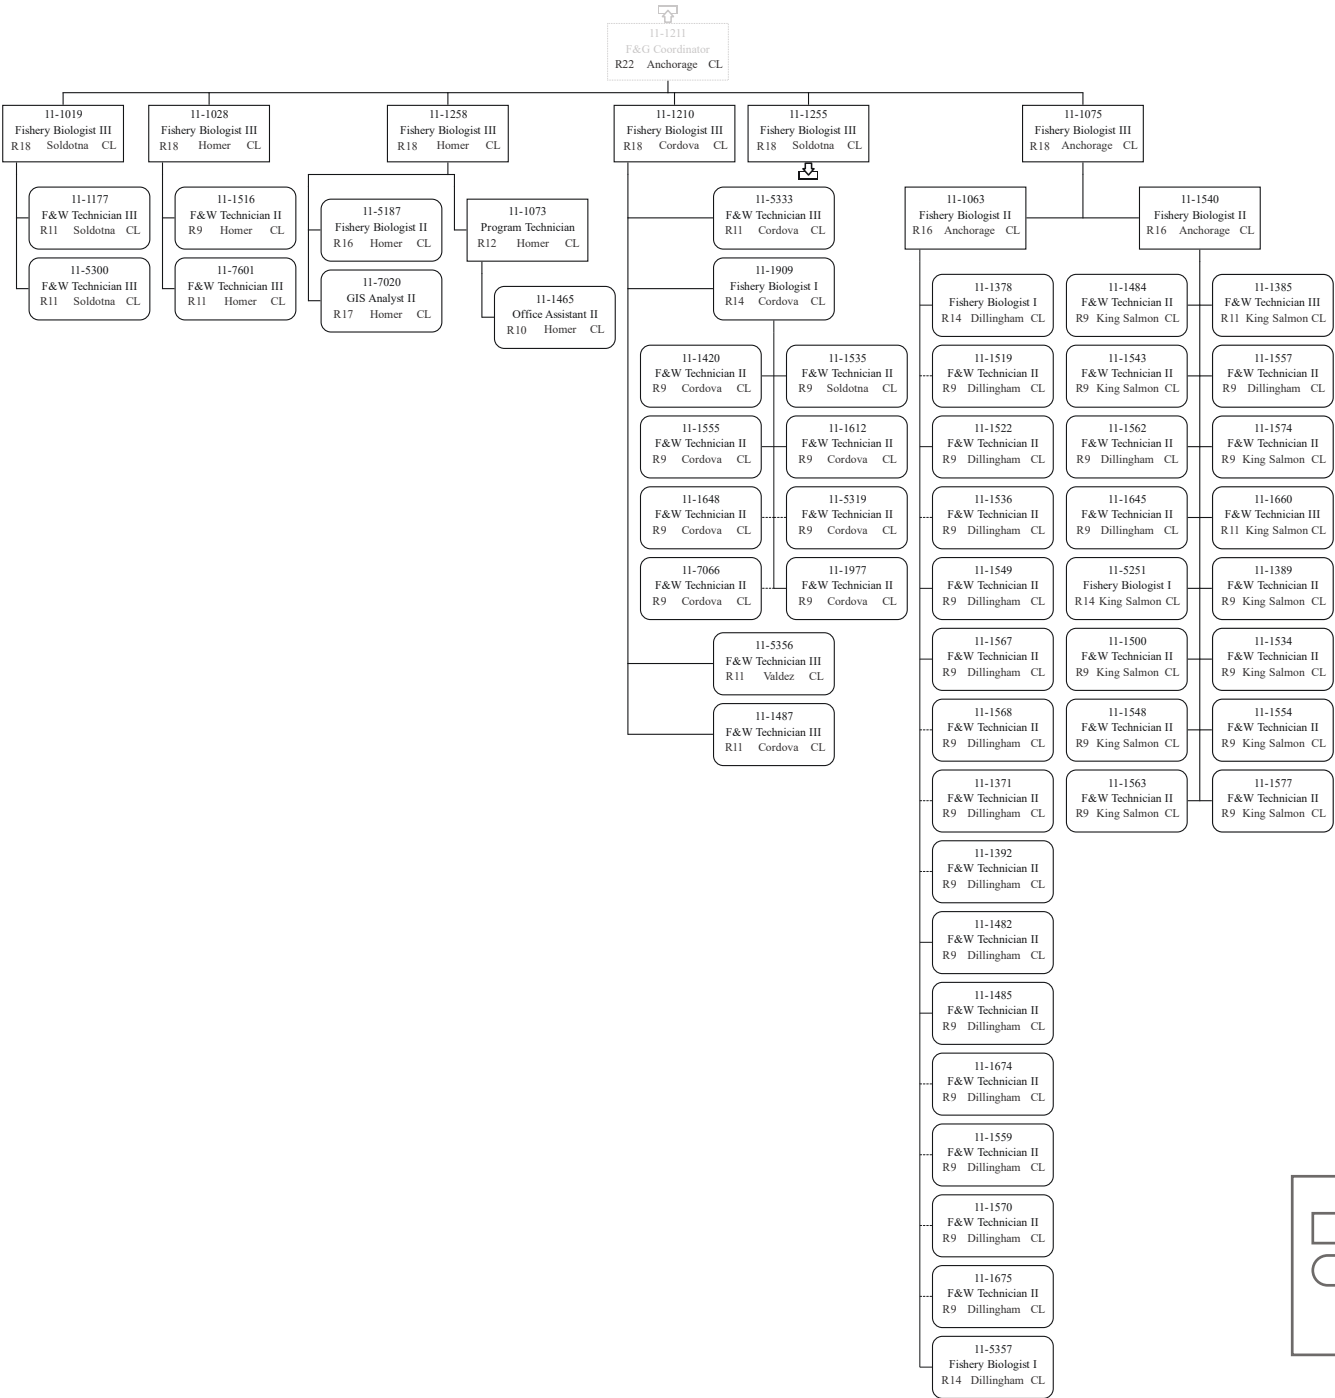 11-1211
F&G Coordinator
R22 Anchorage CL
11-1019
Fishery Biologist III
R18 Soldotna CL
11-1028
Fishery Biologist III
R18 Homer CL
11-1258
Fishery Biologist III
R18 Homer CL
11-1210
Fishery Biologist III
R18 Cordova CL
11-1255
Fishery Biologist III
R18 Soldotna CL
11-1075
Fishery Biologist III
R18 Anchorage CL
11-1177
F&W Technician III
R11 Soldotna CL
11-5300
F&W Technician III
R11 Soldotna CL
11-1516
F&W Technician II
R9 Homer CL
11-7601
F&W Technician III
R11 Homer CL
11-5187
Fishery Biologist II
R16 Homer CL
11-7020
GIS Analyst II
R17 Homer CL
11-1073
Program Technician
R12 Homer CL
11-1465
Office Assistant II
R10 Homer CL
11-5333
F&W Technician III
R11 Cordova CL
11-1909
Fishery Biologist I
R14 Cordova CL
11-1420
F&W Technician II
R9 Cordova CL
11-1535
F&W Technician II
R9 Soldotna CL
11-1555
F&W Technician II
R9 Cordova CL
11-1612
F&W Technician II
R9 Cordova CL
11-1648
F&W Technician II
R9 Cordova CL
11-5319
F&W Technician II
R9 Cordova CL
11-7066
F&W Technician II
R9 Cordova CL
11-1977
F&W Technician II
R9 Cordova CL
11-5356
F&W Technician III
R11 Valdez CL
11-1487
F&W Technician III
R11 Cordova CL
11-1063
Fishery Biologist II
R16 Anchorage CL
11-1540
Fishery Biologist II
R16 Anchorage CL
11-1378
Fishery Biologist I
R14 Dillingham CL
11-1519
F&W Technician II
R9 Dillingham CL
11-1522
F&W Technician II
R9 Dillingham CL
11-1536
F&W Technician II
R9 Dillingham CL
11-1549
F&W Technician II
R9 Dillingham CL
11-1567
F&W Technician II
R9 Dillingham CL
11-1568
F&W Technician II
R9 Dillingham CL
11-1371
F&W Technician II
R9 Dillingham CL
11-1392
F&W Technician II
R9 Dillingham CL
11-1482
F&W Technician II
R9 Dillingham CL
11-1485
F&W Technician II
R9 Dillingham CL
11-1674
F&W Technician II
R9 Dillingham CL
11-1559
F&W Technician II
R9 Dillingham CL
11-1570
F&W Technician II
R9 Dillingham CL
11-1675
F&W Technician II
R9 Dillingham CL
11-5357
Fishery Biologist I
R14 Dillingham CL
11-1484
F&W Technician II
R9 King Salmon CL
11-1385
F&W Technician III
R11 King Salmon CL
11-1543
F&W Technician II
R9 King Salmon CL
11-1557
F&W Technician II
R9 Dillingham CL
11-1562
F&W Technician II
R9 Dillingham CL
11-1574
F&W Technician II
R9 King Salmon CL
11-1645
F&W Technician II
R9 Dillingham CL
11-1660
F&W Technician III
R11 King Salmon CL
11-5251
Fishery Biologist I
R14 King Salmon CL
11-1389
F&W Technician II
R9 King Salmon CL
11-1500
F&W Technician II
R9 King Salmon CL
11-1534
F&W Technician II
R9 King Salmon CL
11-1548
F&W Technician II
R9 King Salmon CL
11-1554
F&W Technician II
R9 King Salmon CL
11-1563
F&W Technician II
R9 King Salmon CL
11-1577
F&W Technician II
R9 King Salmon CL